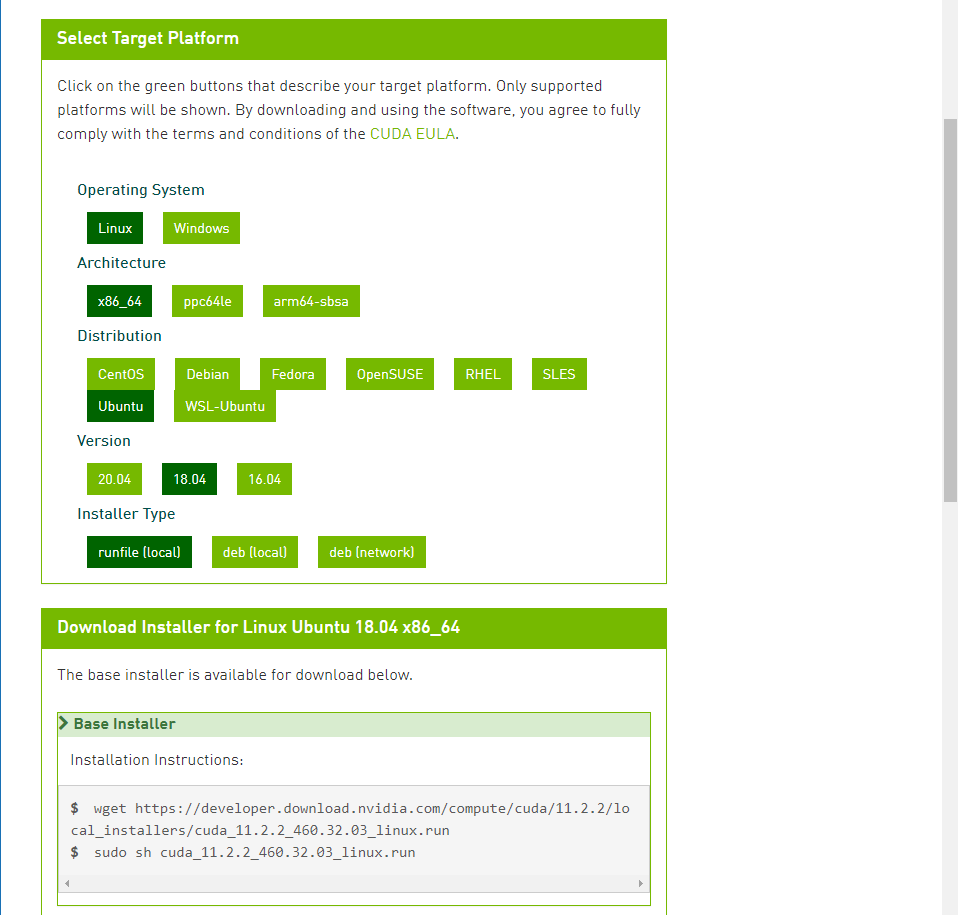 Select Target Platform
Click on the green buttons that describe your target platform. Only supported
platforms will be shown. By downloading and using the software, you agree to fully
comply with the terms and conditions of the CUDA EULA.
Operating System
Linux Windows
Architecture
x86_64 ppc64le arm64-sbsa
Distribution
CentOS Debian Fedora OpenSUSE RHEL SLES
Ubuntu WSL-Ubuntu
Version
20.04 18.04 16.04
Installer Type
runfile (local) deb (local) deb (network)
Download Installer for Linux Ubuntu 18.04 x86_64
The base installer is available for download below.
Base Installer
Installation Instructions:
$ wget https://developer.download.nvidia.com/compute/cuda/11.2.2/lo
cal_installers/cuda_11.2.2_460.32.03_linux.run
$ sudo sh cuda_11.2.2_460.32.03_linux.run